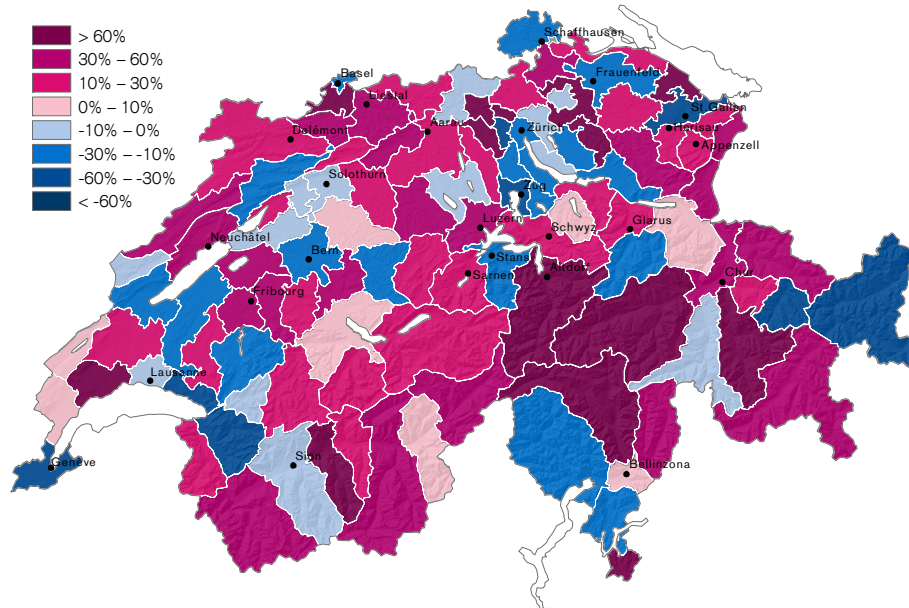 > 60%
30% – 60%
10% – 30%
0% – 10%
-10% – 0%
-30% – -10%
-60% – -30%
< -60%
Schaffhausen
Basel
Frauenfeld
Liestal
St.Gallen
Aarau
Zürich
Herisau
Delémont
Appenzell
Solothurn
Zug
Luzern
Glarus
Schwyz
Neuchâtel
Bern
Stans
Sarnen
Altdorf
Chur
Fribourg
Lausanne
Sion
Genève
Bellinzona